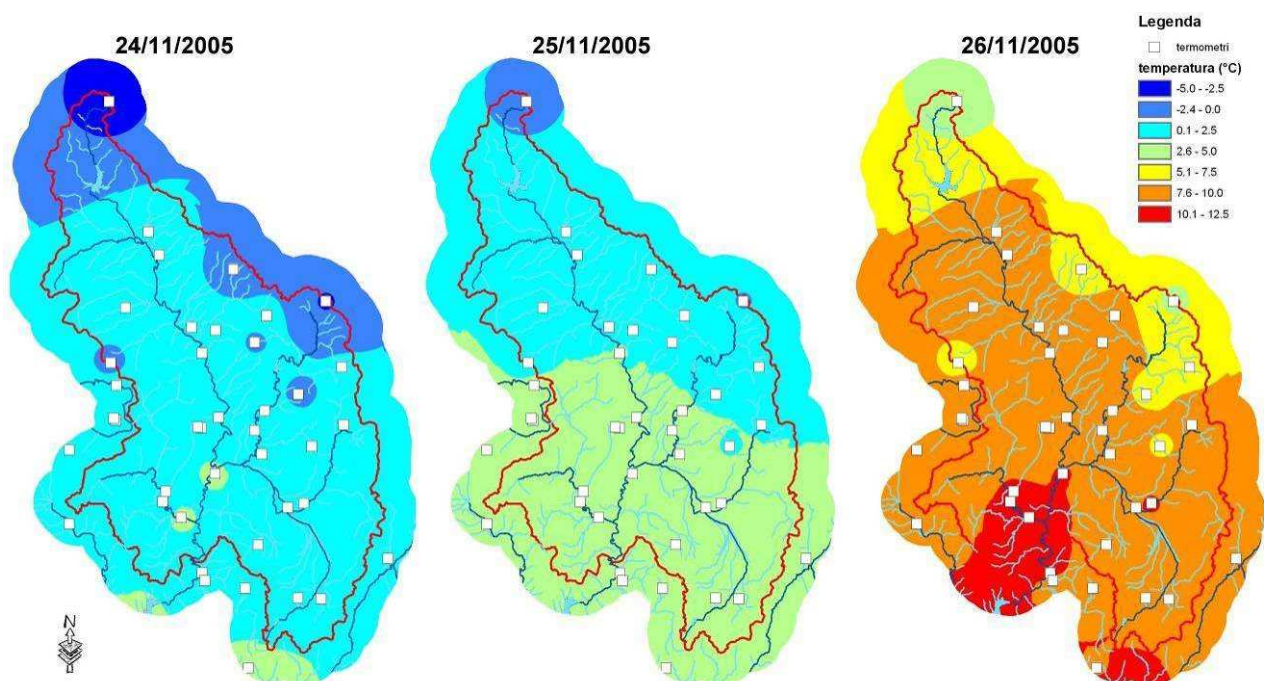 24/11/2005
25/11/2005
26/11/2005
Legenda
termometri
temperatura (°C)
-5.0 - -2.5
-2.4 - 0.0
0.1 - 2.5
2.6 - 5.0
5.1 - 7.5
7.6 - 10.0
10.1 - 12.5
N